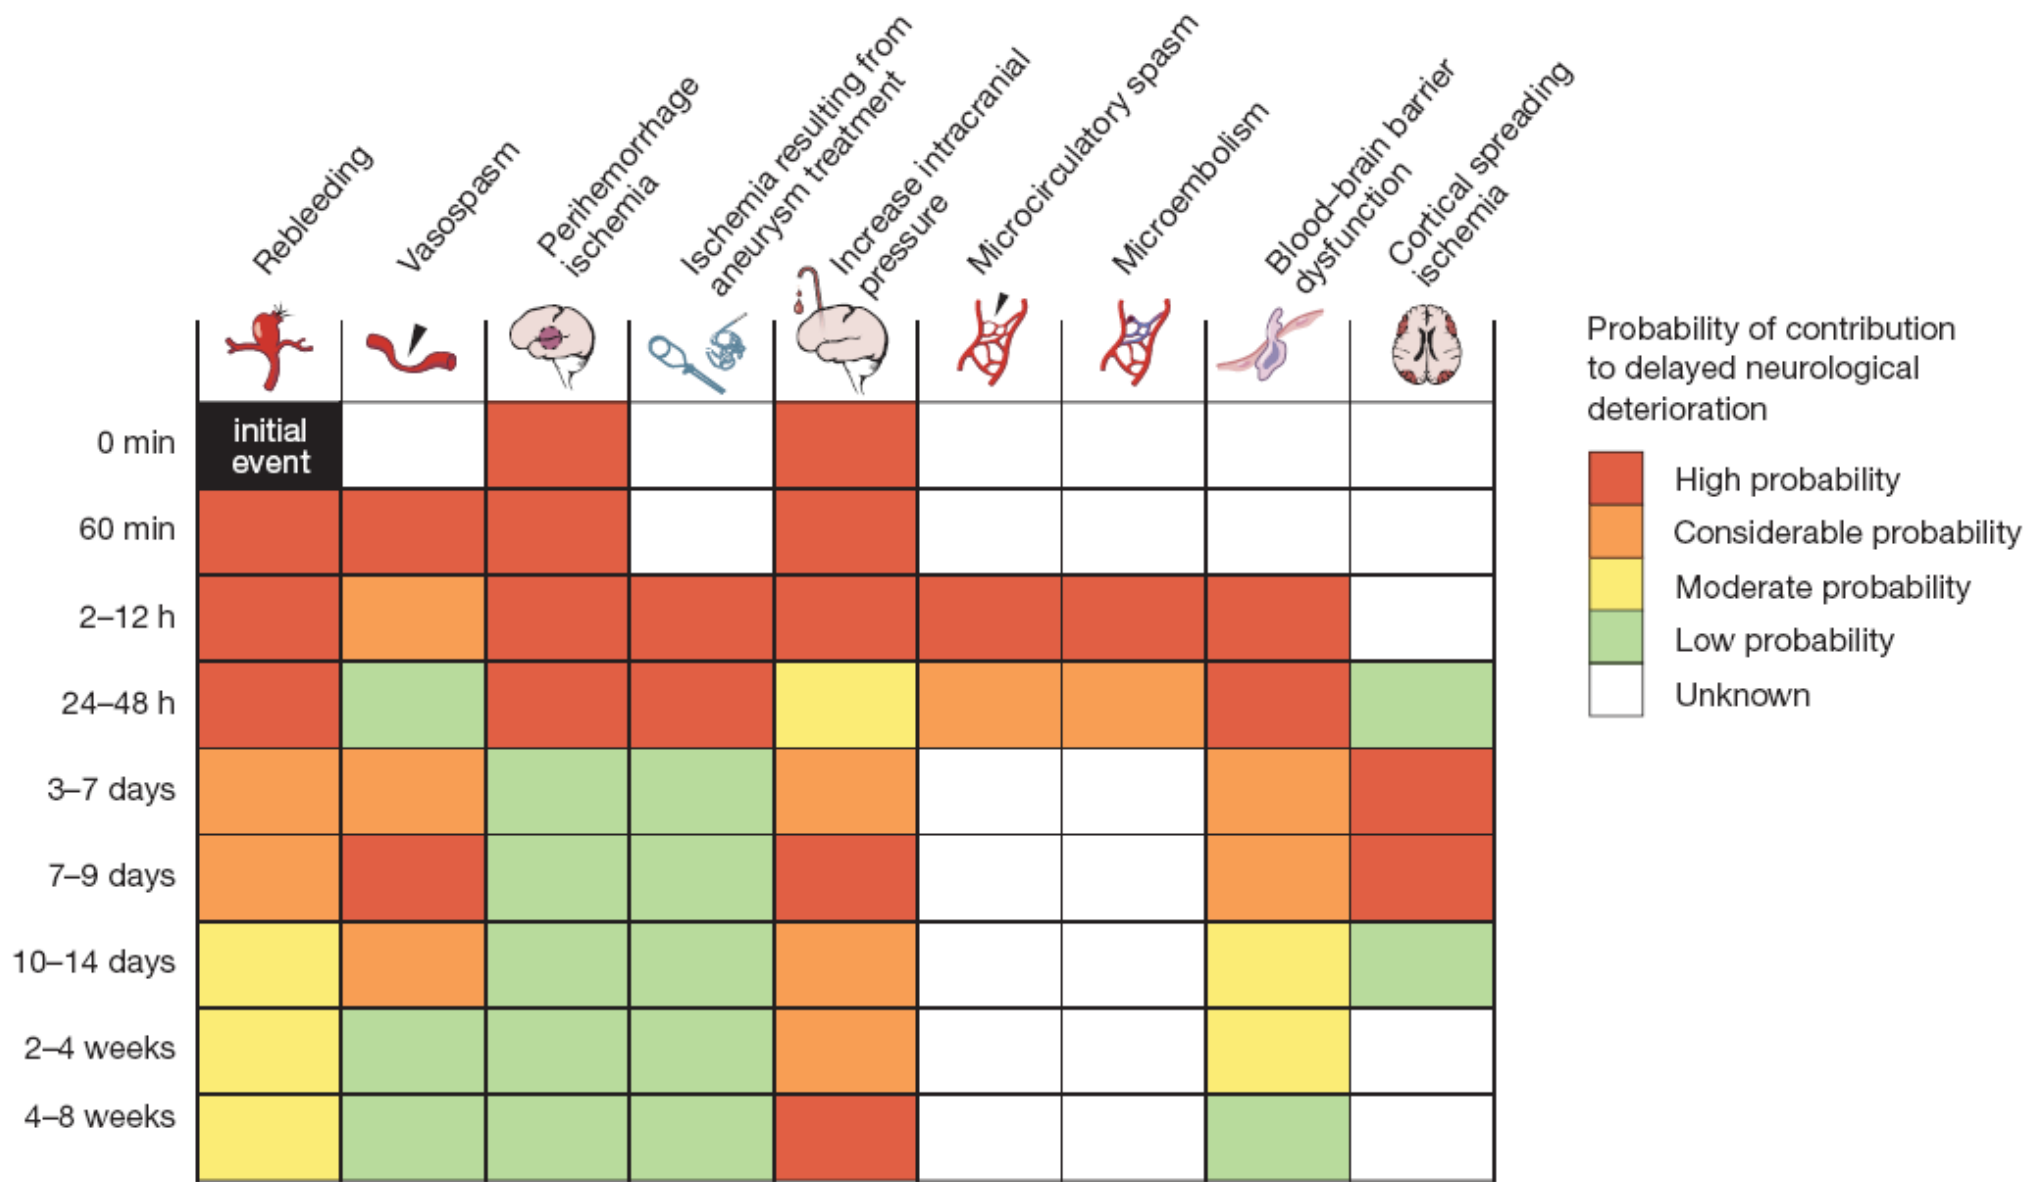 Rebleeding
Vasospasm
Perihemorrhage
ischemia
Ischemia resulting from
aneurysm treatment
Increase intracranial
pressure
Microcirculatory spasm
Microembolism
Blood–brain barrier
dysfunction
Cortical spreading
ischemia
Probability of contribution
to delayed neurological
deterioration
High probability
Considerable probability
Moderate probability
Low probability
Unknown
0 min
initial
event
60 min
2–12 h
24–48 h
3–7 days
7–9 days
10–14 days
2–4 weeks
4–8 weeks